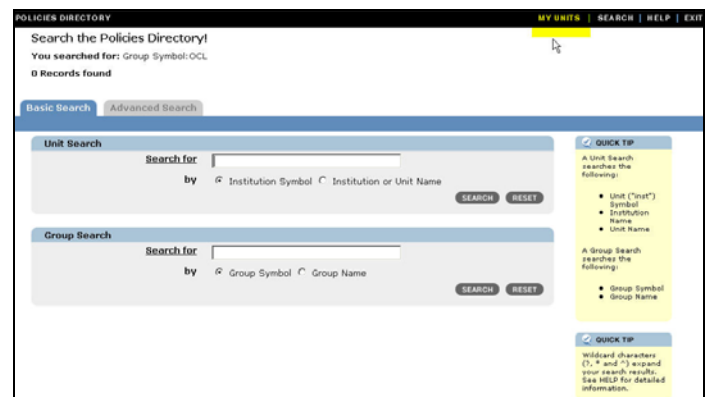 POLICIES DIRECTORY
MY UNITS | SEARCH | HELP | EXIT
Search the Policies Directory!
You searched for: Group Symbol:OCL
0 Records found
Basic Search Advanced Search
Unit Search
Search for
by Institution Symbol Institution or Unit Name
SEARCH RESET
Group Search
Search for
by Group Symbol Group Name
SEARCH RESET
QUICK TIP
A Unit Search
searches the
following:
• Unit ("inst")
Symbol
• Institution
Name
• Unit Name
A Group Search
searches the
following:
• Group Symbol
• Group Name
QUICK TIP
Wildcard characters
(?, * and ^) expand
your search results.
See HELP for detailed
information.